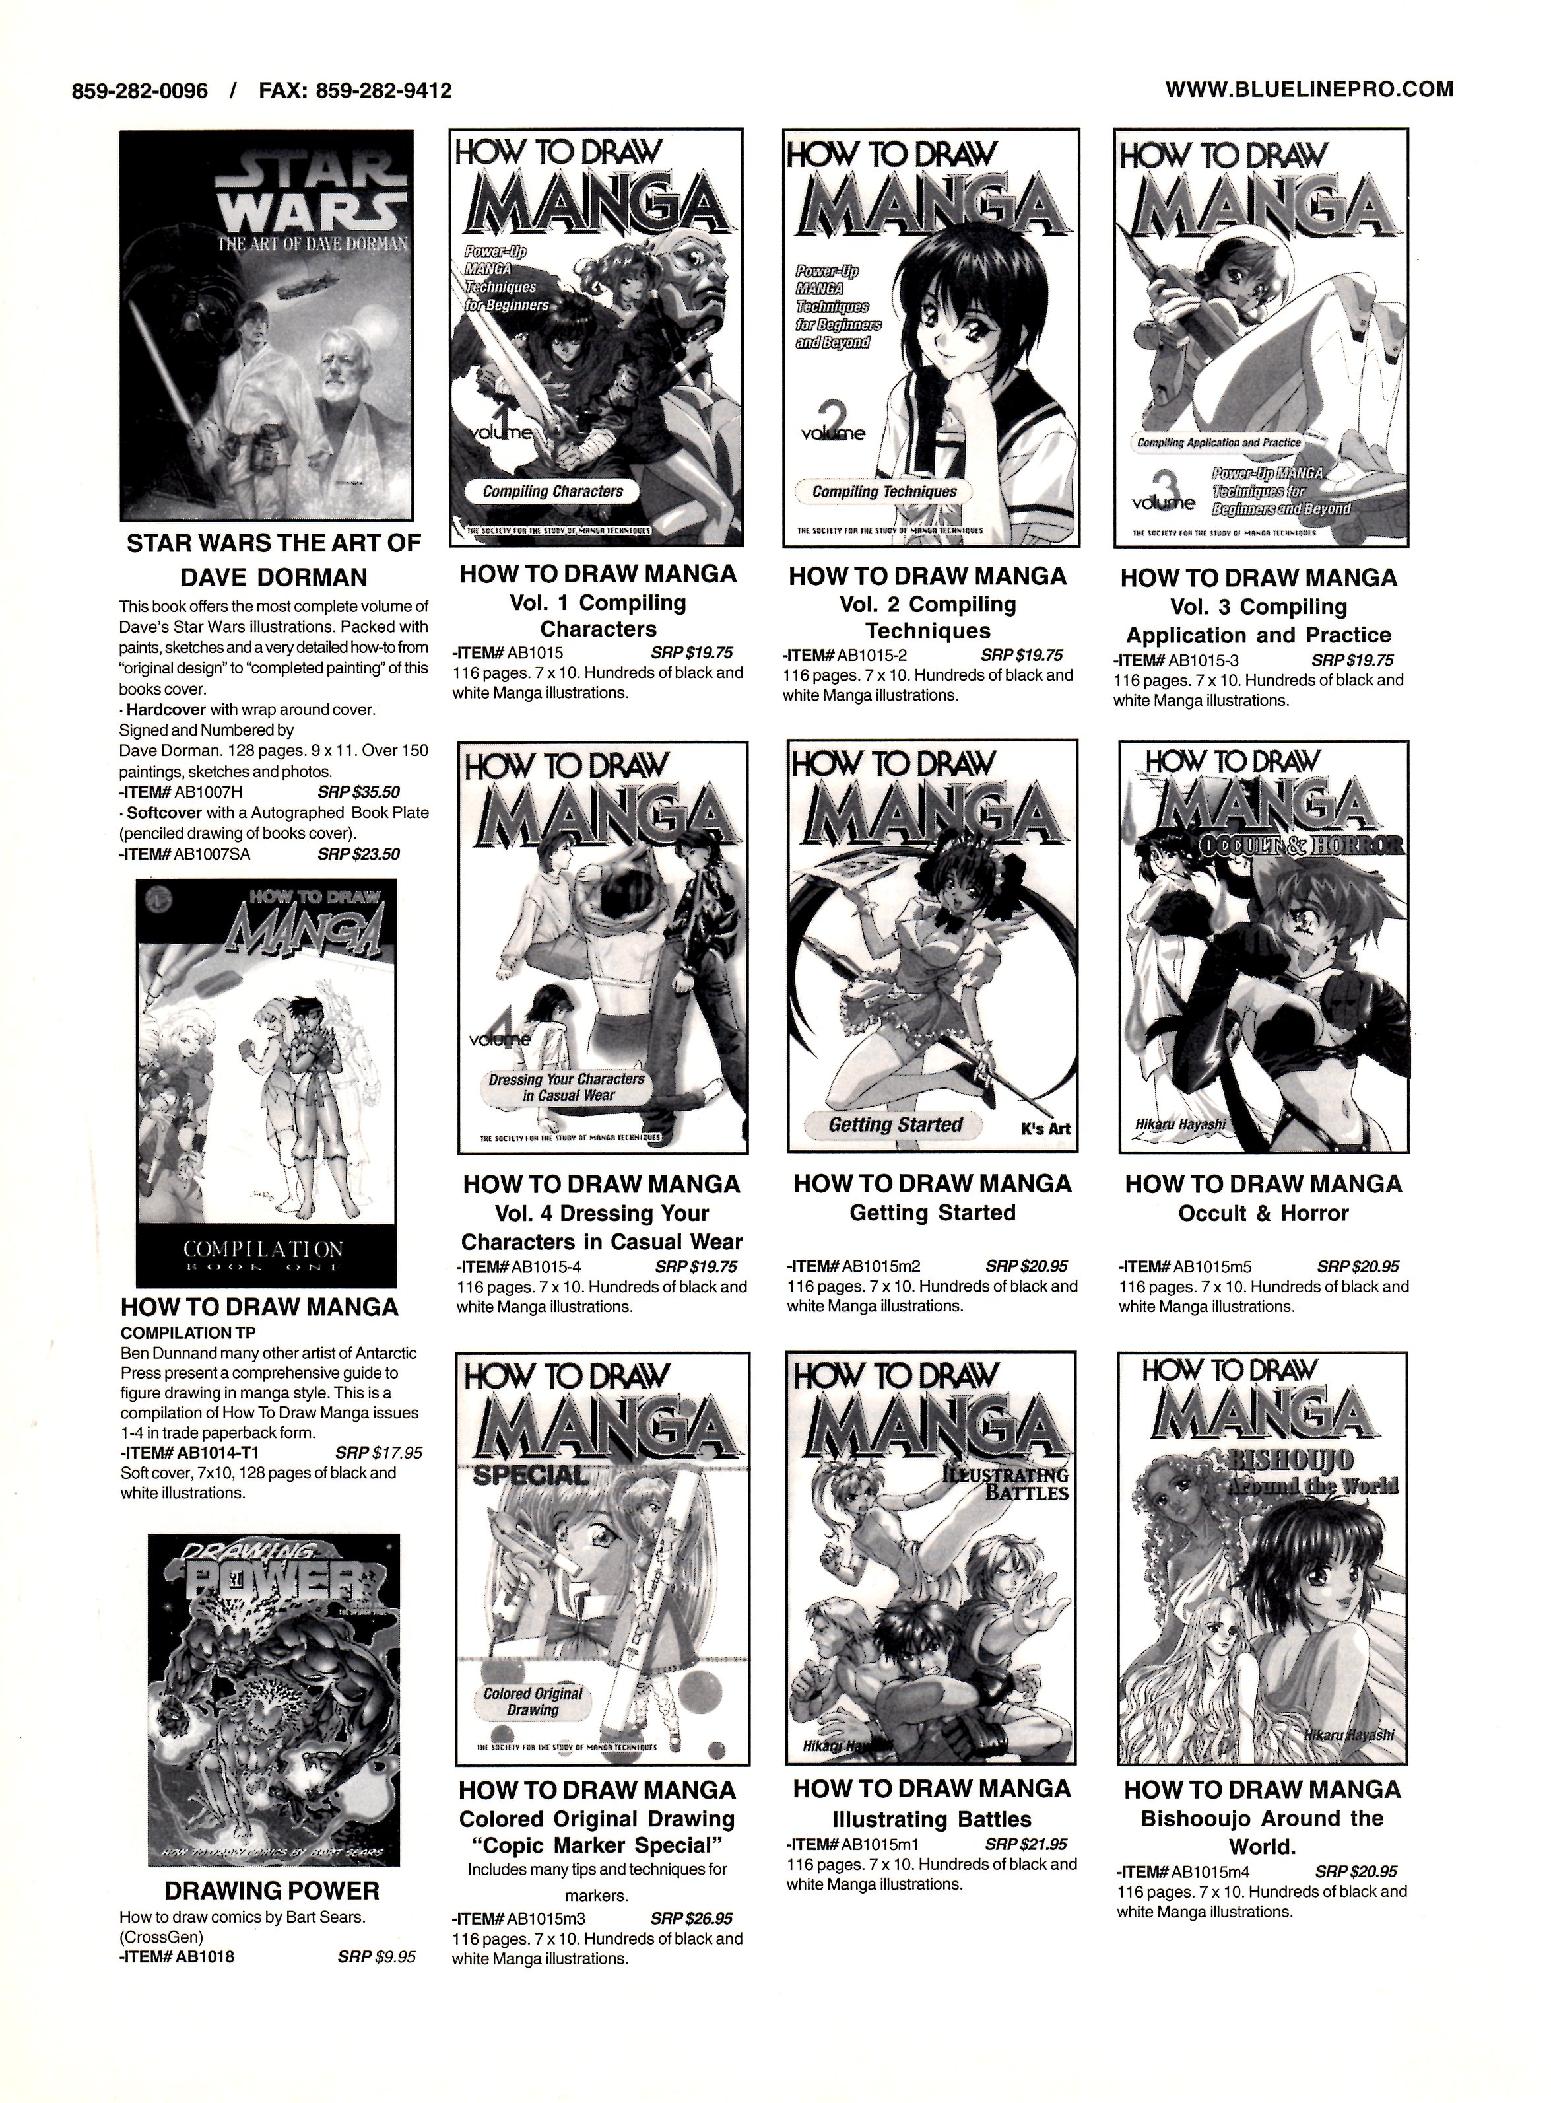 859-282-0096 / FAX: 859-282-9412
WWW.BLUELINEPRO.COM
STAR
WARS
THE ART OF DAVE DORMAN
STAR WARS THE ART OF
DAVE DORMAN
This book offers the most complete volume of
Dave's Star Wars illustrations. Packed with
paints, sketches and a very detailed how-to from
"original design" to "completed painting" of this
books cover.
- Hardcover with wrap around cover.
Signed and Numbered by
Dave Dorman. 128 pages. 9 x 11. Over 150
paintings, sketches and photos.
-ITEM# AB1007H SRP $35.50
- Softcover with a Autographed Book Plate
(penciled drawing of books cover).
-ITEM# AB1007SA SRP $23.50
HOW TO DRAW
MANGA
COMPILATION
BOOK ONE
HOW TO DRAW MANGA
COMPILATION TP
Ben Dunnand many other artist of Antarctic
Press present a comprehensive guide to
figure drawing in manga style. This is a
compilation of How To Draw Manga issues
1-4 in trade paperback form.
-ITEM# AB1014-T1 SRP $17.95
Soft cover, 7x10, 128 pages of black and
white illustrations.
DRAWING
POWER
HOW TO DRAW COMICS BY BART SEARS
DRAWING POWER
How to draw comics by Bart Sears.
(CrossGen)
-ITEM# AB1018 SRP $9.95
HOW TO DRAW
MANGA
Power-Up
MANGA
Techniques
for Beginners
1
volume
Compiling Characters
THE SOCIETY FOR THE STUDY OF MANGA TECHNIQUES
HOW TO DRAW MANGA
Vol. 1 Compiling
Characters
-ITEM# AB1015 SRP $19.75
116 pages. 7 x 10. Hundreds of black and
white Manga illustrations.
HOW TO DRAW
MANGA
Power-Up
MANGA
Techniques
for Beginners
and Beyond
2
volume
Compiling Techniques
THE SOCIETY FOR THE STUDY OF MANGA TECHNIQUES
HOW TO DRAW MANGA
Vol. 2 Compiling
Techniques
-ITEM# AB1015-2 SRP $19.75
116 pages. 7 x 10. Hundreds of black and
white Manga illustrations.
HOW TO DRAW
MANGA
Compiling Application and Practice
3
volume
Power-Up MANGA
Techniques for
Beginners and Beyond
THE SOCIETY FOR THE STUDY OF MANGA TECHNIQUES
HOW TO DRAW MANGA
Vol. 3 Compiling
Application and Practice
-ITEM# AB1015-3 SRP $19.75
116 pages. 7 x 10. Hundreds of black and
white Manga illustrations.
HOW TO DRAW
MANGA
4
volume
Dressing Your Characters
in Casual Wear
THE SOCIETY FOR THE STUDY OF MANGA TECHNIQUES
HOW TO DRAW MANGA
Vol. 4 Dressing Your
Characters in Casual Wear
-ITEM# AB1015-4 SRP $19.75
116 pages. 7 x 10. Hundreds of black and
white Manga illustrations.
HOW TO DRAW
MANGA
Getting Started
K's Art
HOW TO DRAW MANGA
Getting Started
-ITEM# AB1015m2 SRP $20.95
116 pages. 7 x 10. Hundreds of black and
white Manga illustrations.
HOW TO DRAW
MANGA
OCCULT & HORROR
Hikaru Hayashi
HOW TO DRAW MANGA
Occult & Horror
-ITEM# AB1015m5 SRP $20.95
116 pages. 7 x 10. Hundreds of black and
white Manga illustrations.
HOW TO DRAW
MANGA
SPECIAL
Colored Original
Drawing
THE SOCIETY FOR THE STUDY OF MANGA TECHNIQUES
HOW TO DRAW MANGA
Colored Original Drawing
"Copic Marker Special"
Includes many tips and techniques for
markers.
-ITEM# AB1015m3 SRP $26.95
116 pages. 7 x 10. Hundreds of black and
white Manga illustrations.
HOW TO DRAW
MANGA
ILLUSTRATING
BATTLES
Hikaru
HOW TO DRAW MANGA
Illustrating Battles
-ITEM# AB1015m1 SRP $21.95
116 pages. 7 x 10. Hundreds of black and
white Manga illustrations.
HOW TO DRAW
MANGA
BISHOUJO
Around the World
Hikaru Hayashi
HOW TO DRAW MANGA
Bishooujo Around the
World.
-ITEM# AB1015m4 SRP $20.95
116 pages. 7 x 10. Hundreds of black and
white Manga illustrations.